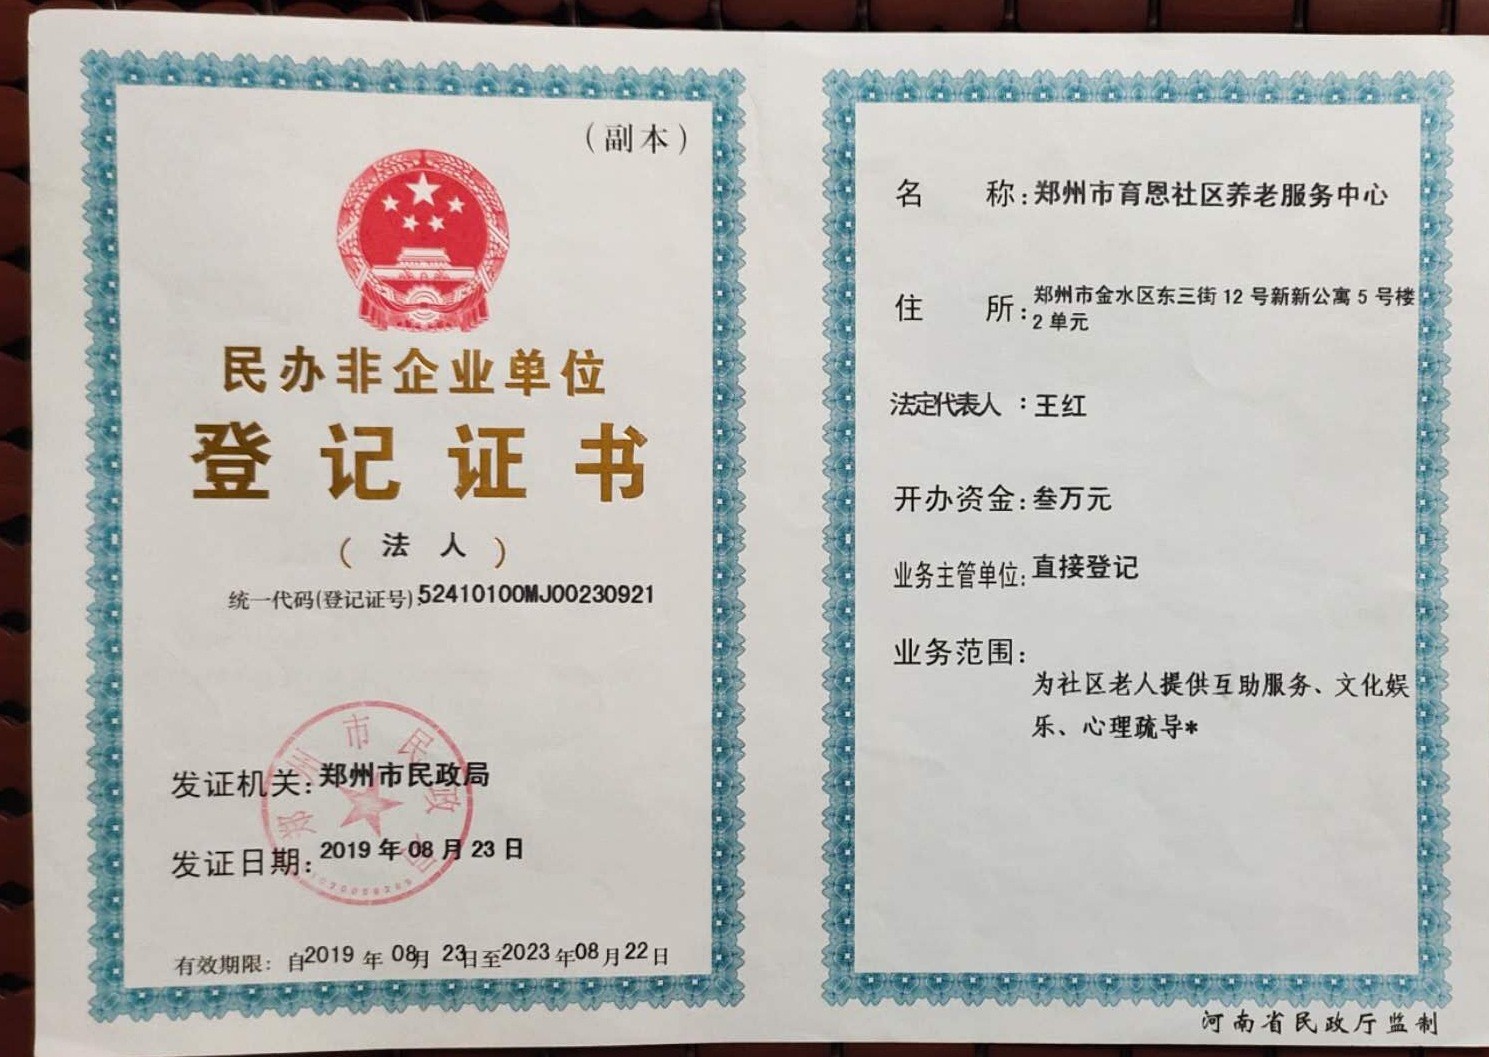 (副本)
民办非企业单位
登记证书
(法人)
统一代码(登记证号):52410100MJ00230921
郑州市民政局
发证机关:郑州市民政局
发证日期:2019年08月23日
有效期限:自2019年08月23日至2023年08月22日
名称:郑州市育恩社区养老服务中心
住所:郑州市金水区东三街12号新新公寓5号楼
2单元
法定代表人:王红
开办资金:叁万元
业务主管单位:直接登记
业务范围:
为社区老人提供互助服务、文化娱
乐、心理疏导*
河南省民政厅监制